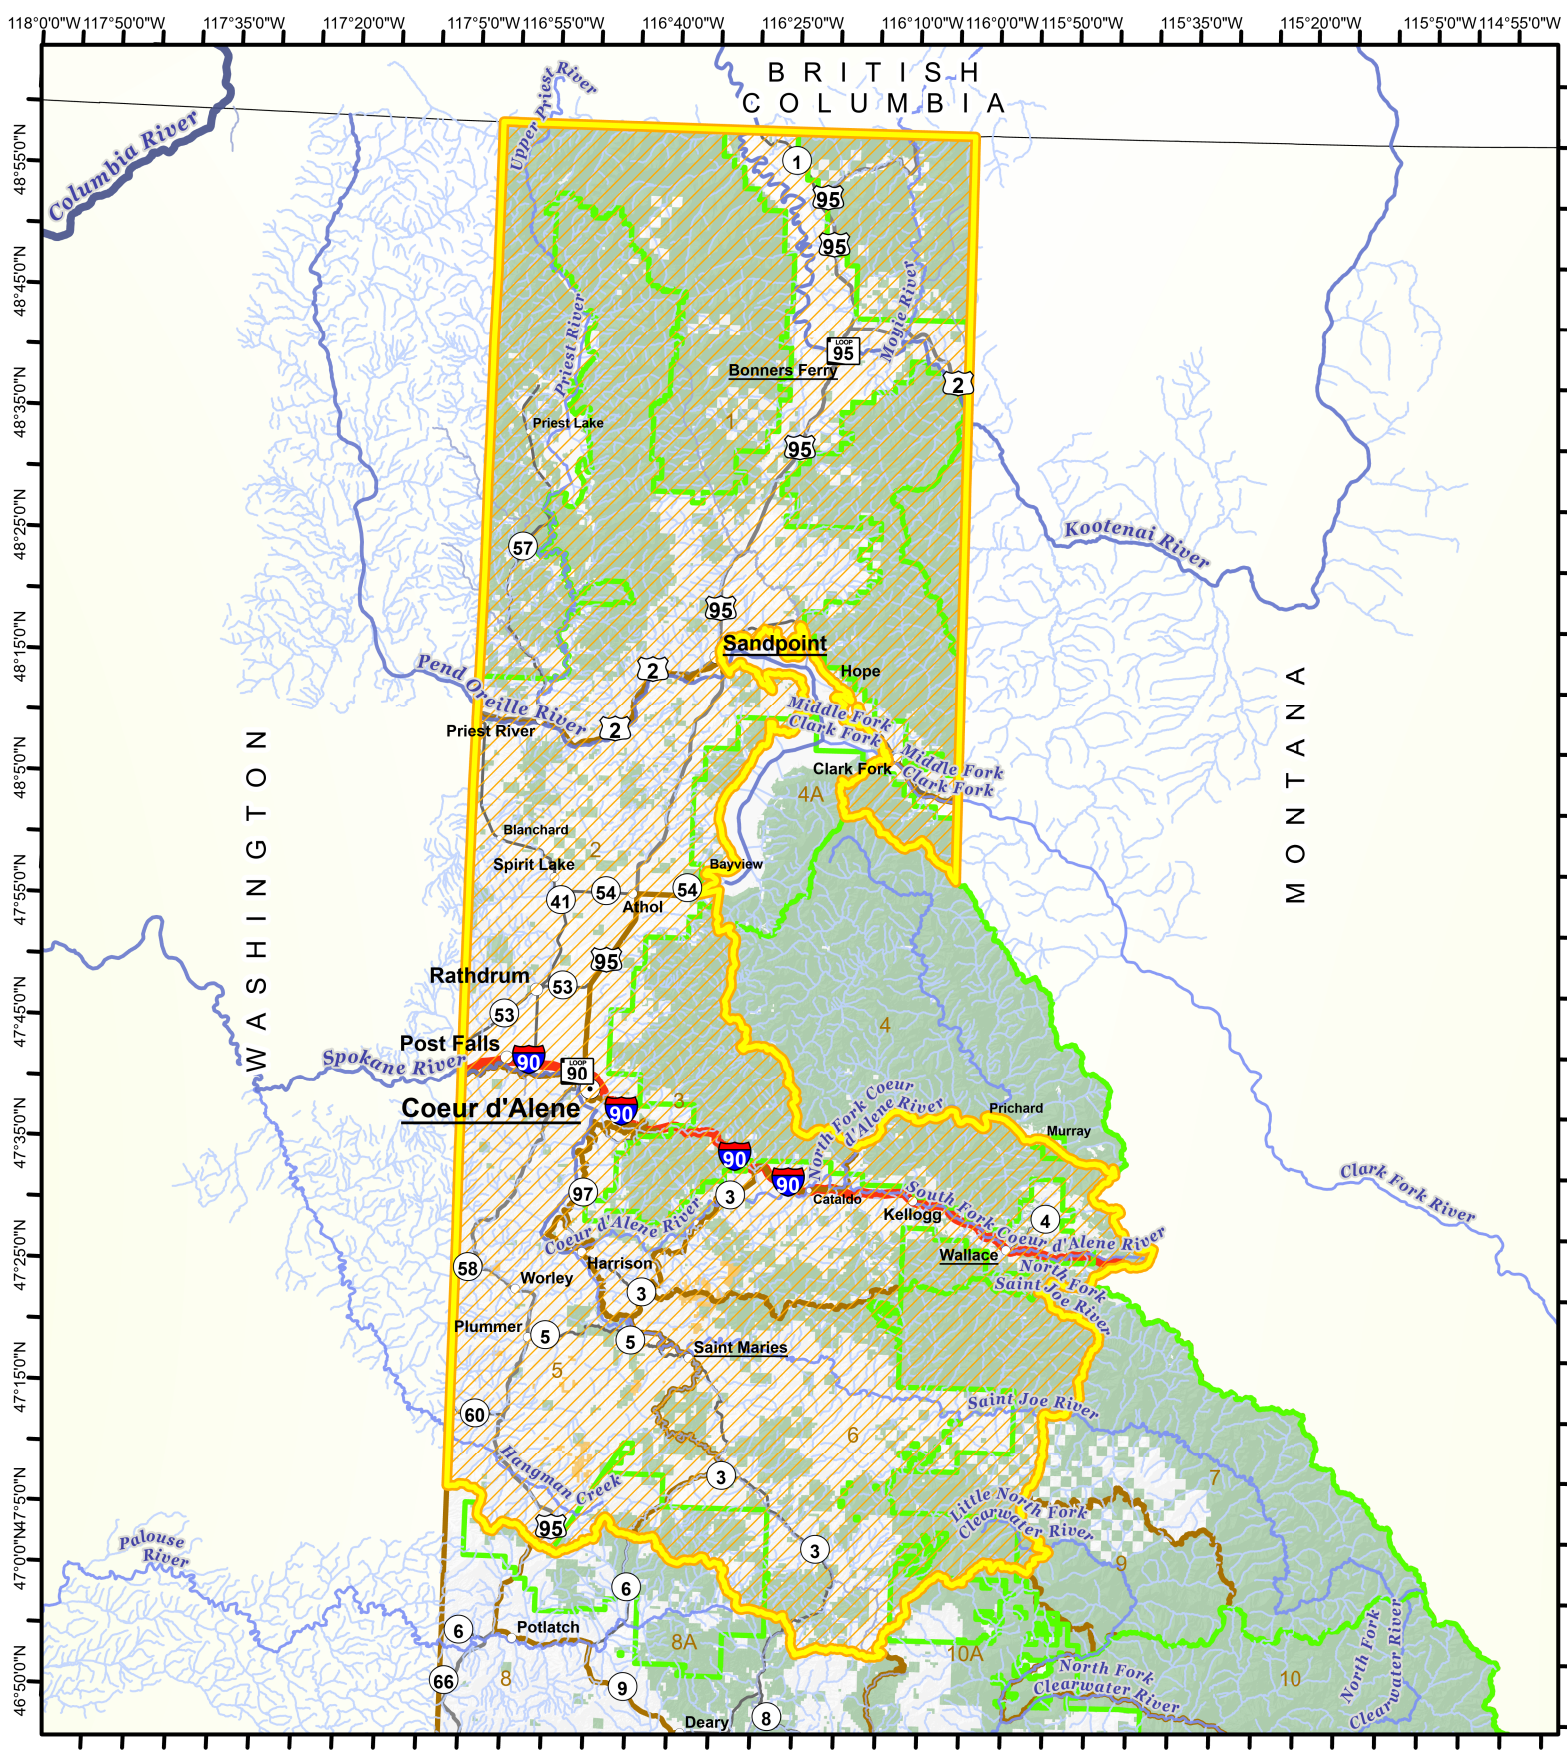 118°0'0"W
117°50'0"W
117°35'0"W
117°20'0"W
117°5'0"W
116°55'0"W
116°40'0"W
116°25'0"W
116°10'0"W
116°0'0"W
115°50'0"W
115°35'0"W
115°20'0"W
115°5'0"W
114°55'0"W
BRITISH
COLUMBIA
Upper Priest River
Columbia River
48°55'0"N
1
95
95
48°45'0"N
Moyie River
Priest River
LOOP
95
Bonners Ferry
2
48°35'0"N
Priest Lake
1
95
48°25'0"N
Kootenai River
57
95
48°15'0"N
Sandpoint
2
Hope
Pend Oreille River
MONTANA
Middle Fork
Clark Fork
Priest River
2
WASHINGTON
Middle Fork
Clark Fork
48°5'0"N
Clark Fork
4A
Blanchard
2
Spirit Lake
Bayview
47°55'0"N
54
54
41
Athol
95
Rathdrum
53
53
47°45'0"N
4
Post Falls
90
Spokane River
LOOP
90
Coeur d'Alene
90
3
North Fork Coeur
d'Alene River
Prichard
Murray
47°35'0"N
90
90
Clark Fork River
97
3
Cataldo
Kellogg
South Fork Coeur d'Alene River
4
Coeur d'Alene River
47°25'0"N
Wallace
58
Harrison
Worley
North Fork
Saint Joe River
3
Plummer
5
5
Saint Maries
5
47°15'0"N
60
Saint Joe River
6
Hangman Creek
3
7
47°5'0"N
Little North Fork
Clearwater River
95
Palouse
River
3
47°0'0"N
9
6
6
Potlatch
8A
10A
North Fork
Clearwater River
North Fork
Clearwater River
46°50'0"N
66
8
9
10
Deary
8